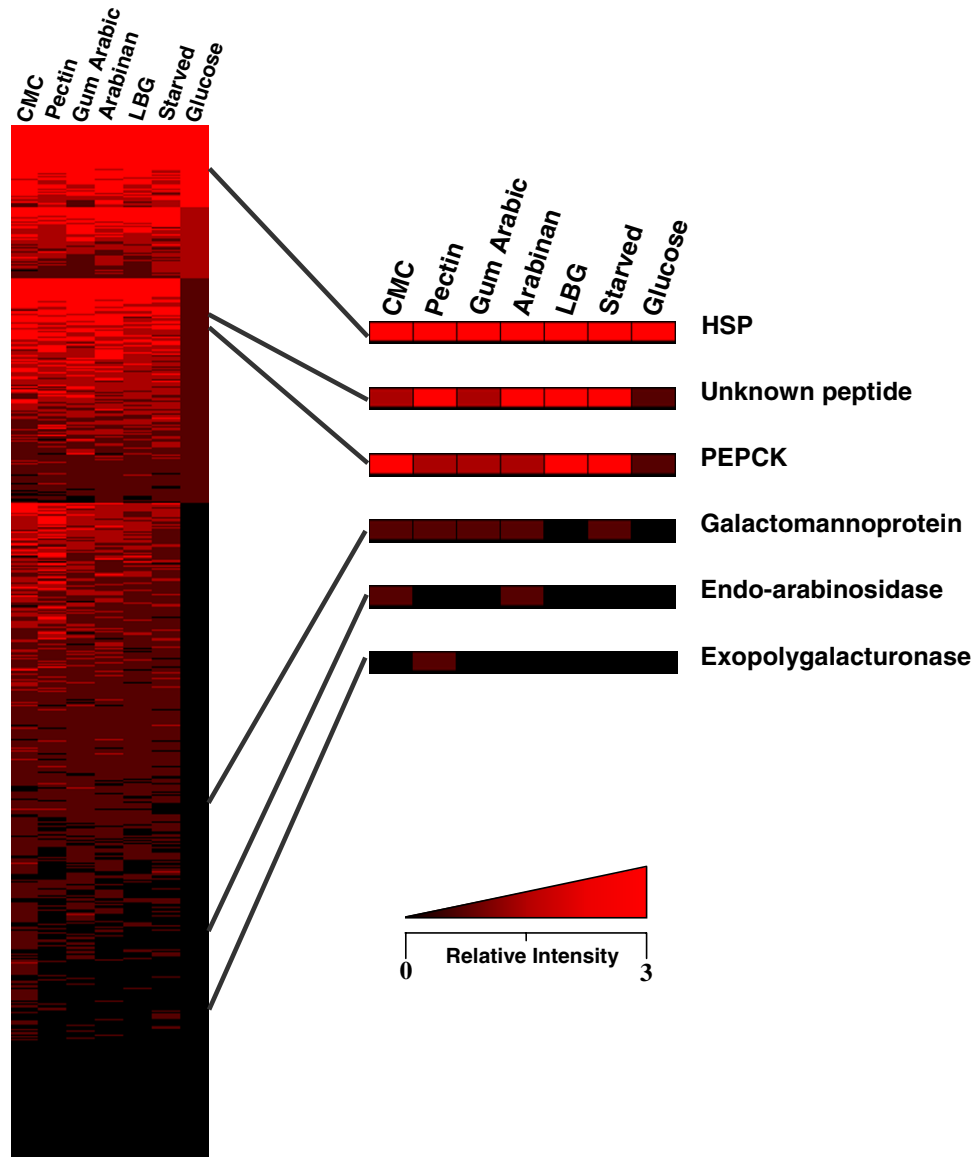 CMC
Pectin
Gum Arabic
Arabinan
LBG
Starved
Glucose
CMC
Pectin
Gum Arabic
Arabinan
LBG
Starved
Glucose
HSP
Unknown peptide
PEPCK
Galactomannoprotein
Endo-arabinosidase
Exopolygalacturonase
Relative Intensity
0
3